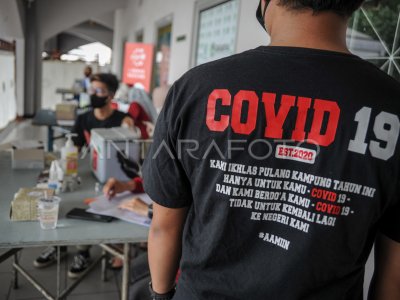 COVID 19
EST.2020
KAMI IKHLAS PULANG KAMPUNG TAHUN INI
HANYA UNTUK KAMU - COVID 19 -
DAN KAMI BERDO'A KAMU - COVID 19 -
TIDAK UNTUK KEMBALI LAGI
KE NEGERI KAMI
#AAMIIN
ANTARAFOTO